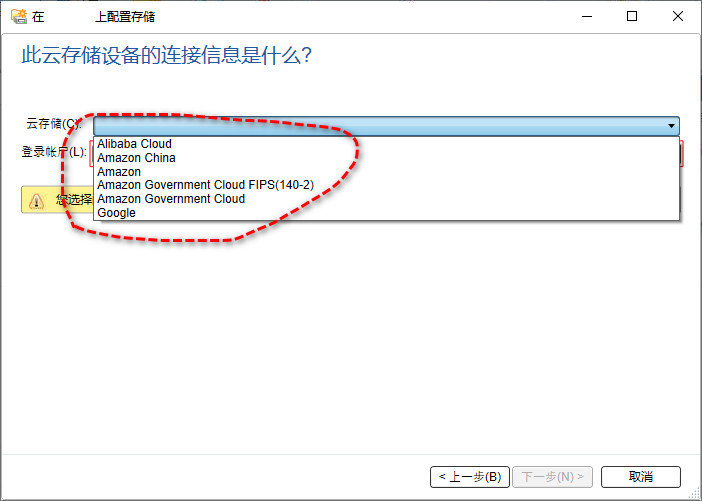 在 上配置存储
此云存储设备的连接信息是什么?
云存储(C):
Alibaba Cloud
Amazon China
Amazon
Amazon Government Cloud FIPS(140-2)
Amazon Government Cloud
Google
登录帐户(L):
您选择
< 上一步(B)
下一步(N) >
取消